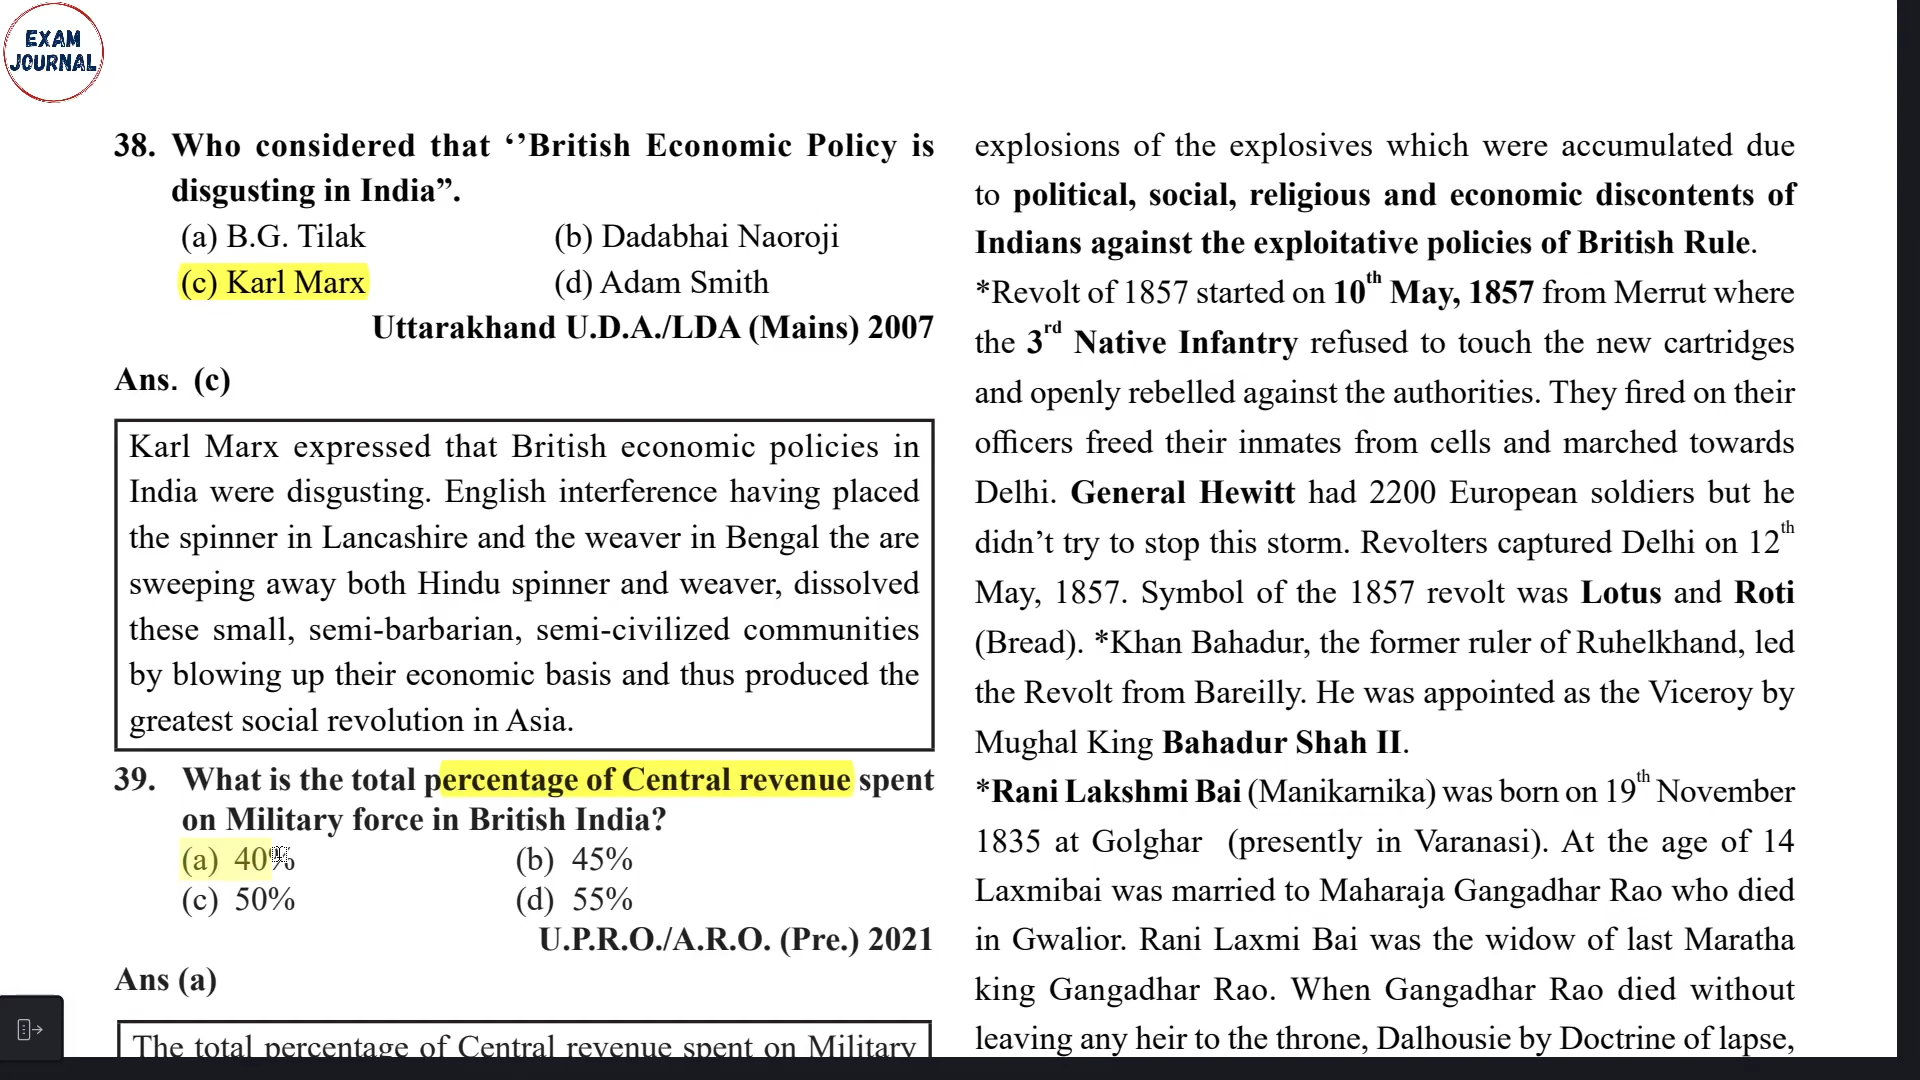 EXAM
JOURNAL
38. Who considered that ‘’British Economic Policy is
disgusting in India”.
(a) B.G. Tilak (b) Dadabhai Naoroji
(c) Karl Marx (d) Adam Smith
Uttarakhand U.D.A./LDA (Mains) 2007
Ans. (c)
Karl Marx expressed that British economic policies in
India were disgusting. English interference having placed
the spinner in Lancashire and the weaver in Bengal the are
sweeping away both Hindu spinner and weaver, dissolved
these small, semi-barbarian, semi-civilized communities
by blowing up their economic basis and thus produced the
greatest social revolution in Asia.
39. What is the total percentage of Central revenue spent
on Military force in British India?
(a) 40% (b) 45%
(c) 50% (d) 55%
U.P.R.O./A.R.O. (Pre.) 2021
Ans (a)
The total percentage of Central revenue spent on Military
explosions of the explosives which were accumulated due
to political, social, religious and economic discontents of
Indians against the exploitative policies of British Rule.
*Revolt of 1857 started on 10th May, 1857 from Merrut where
the 3rd Native Infantry refused to touch the new cartridges
and openly rebelled against the authorities. They fired on their
officers freed their inmates from cells and marched towards
Delhi. General Hewitt had 2200 European soldiers but he
didn’t try to stop this storm. Revolters captured Delhi on 12th
May, 1857. Symbol of the 1857 revolt was Lotus and Roti
(Bread). *Khan Bahadur, the former ruler of Ruhelkhand, led
the Revolt from Bareilly. He was appointed as the Viceroy by
Mughal King Bahadur Shah II.
*Rani Lakshmi Bai (Manikarnika) was born on 19th November
1835 at Golghar (presently in Varanasi). At the age of 14
Laxmibai was married to Maharaja Gangadhar Rao who died
in Gwalior. Rani Laxmi Bai was the widow of last Maratha
king Gangadhar Rao. When Gangadhar Rao died without
leaving any heir to the throne, Dalhousie by Doctrine of lapse,